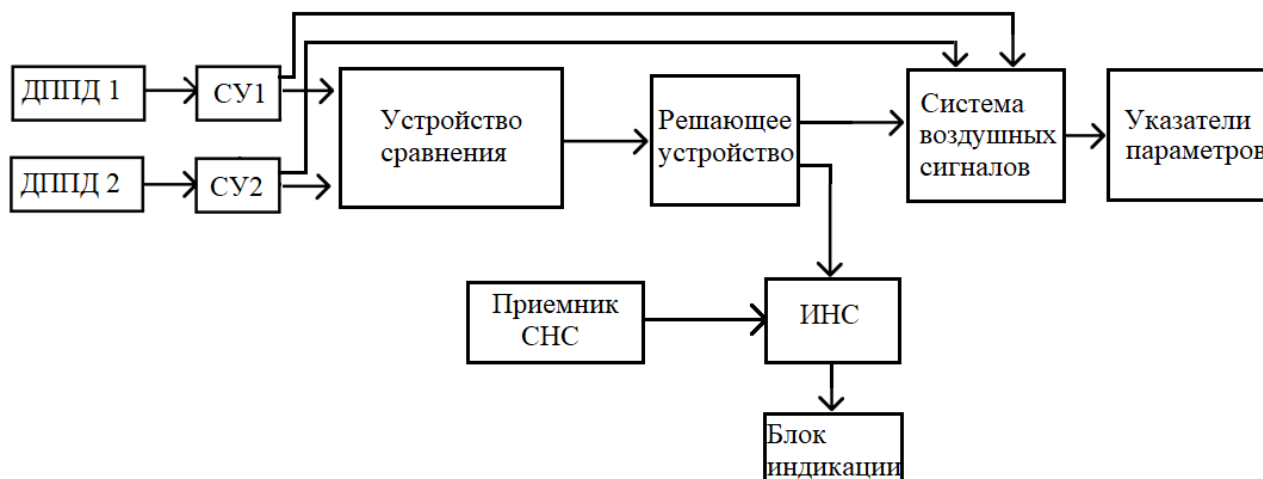 ДППД 1
СУ1
ДППД 2
СУ2
Устройство
сравнения
Решающее
устройство
Система
воздушных
сигналов
Указатели
параметров
Приемник
СНС
ИНС
Блок
индикации